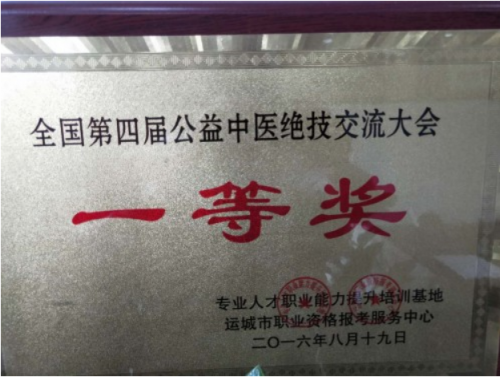 全国第四届公益中医绝技交流大会
一等奖
专业人才职业能力提升培训基地
运城市职业资格报考服务中心
二〇一六年八月十九日